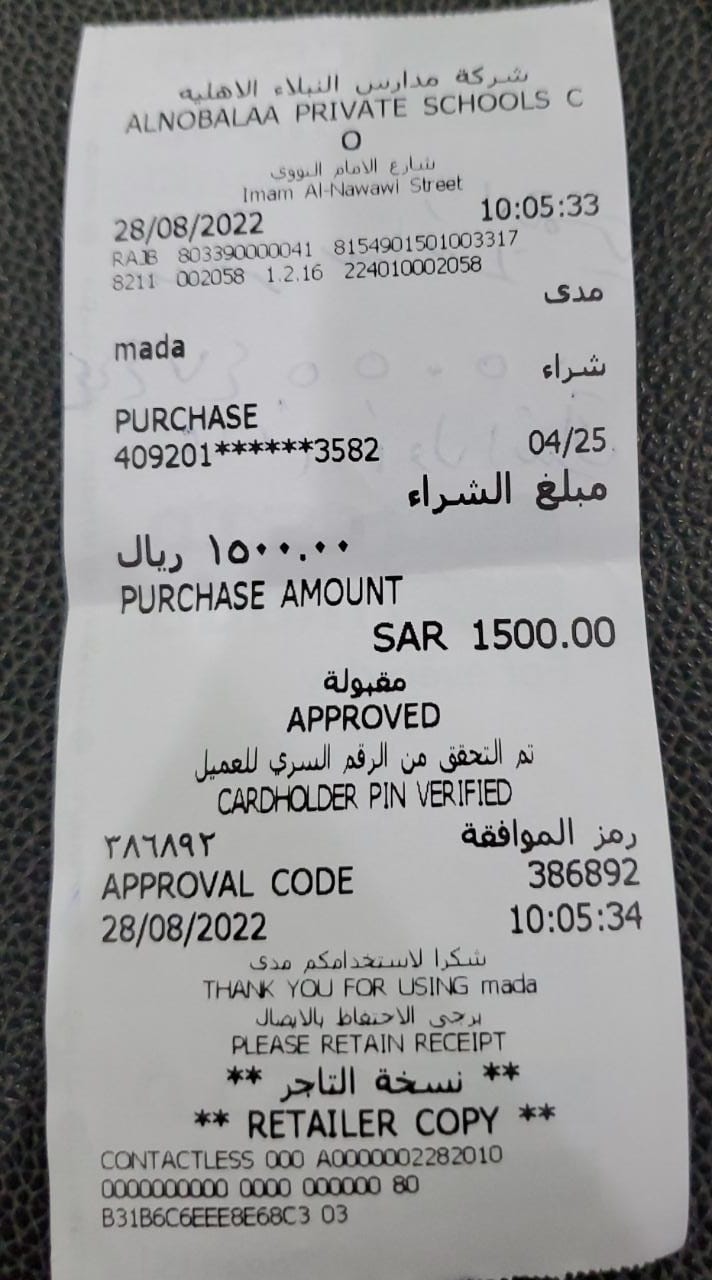 شركة مدارس النبلاء الاهليه
ALNOBALAA PRIVATE SCHOOLS C
O
شارع الامام النووي
Imam Al-Nawawi Street
28/08/2022 10:05:33
RAJB 803390000041 8154901501003317
8211 002058 1.2.16 224010002058
مدى
mada
شراء
PURCHASE
409201******3582 04/25
مبلغ الشراء
١٥٠٠.٠٠ ريال
PURCHASE AMOUNT
SAR 1500.00
مقبولة
APPROVED
تم التحقق من الرقم السري للعميل
CARDHOLDER PIN VERIFIED
رمز الموافقة ٣٨٦٨٩٢
APPROVAL CODE 386892
28/08/2022 10:05:34
شكرا لاستخدامكم مدى
THANK YOU FOR USING mada
يرجى الاحتفاظ بالايصال
PLEASE RETAIN RECEIPT
** نسخة التاجر **
** RETAILER COPY **
CONTACTLESS 000 A0000002282010
0000000000 0000 000000 80
B31B6C6EEE8E68C3 03